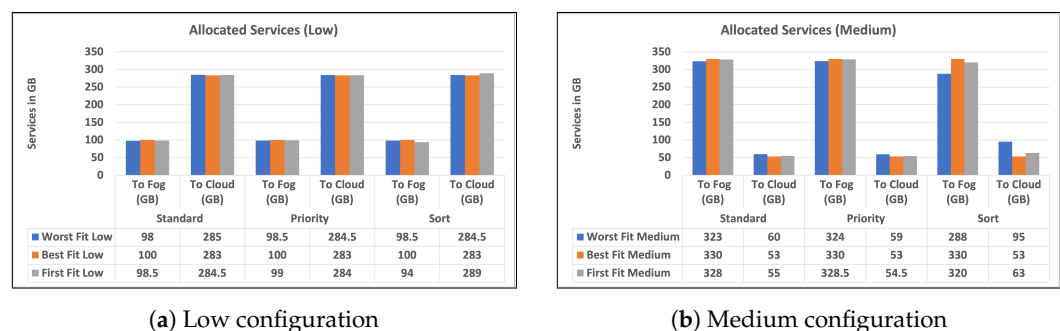 Allocated Services (Low)
Services in GB
350
300
250
200
150
100
50
0
To Fog (GB) To Cloud (GB) To Fog (GB) To Cloud (GB) To Fog (GB) To Cloud (GB)
Standard Priority Sort
Worst Fit Low 98 285 98.5 284.5 98.5 284.5
Best Fit Low 100 283 100 283 100 283
First Fit Low 98.5 284.5 99 284 94 289
(a) Low configuration
Allocated Services (Medium)
Services in GB
350
300
250
200
150
100
50
0
To Fog (GB) To Cloud (GB) To Fog (GB) To Cloud (GB) To Fog (GB) To Cloud (GB)
Standard Priority Sort
Worst Fit Medium 323 60 324 59 288 95
Best Fit Medium 330 53 330 53 330 53
First Fit Medium 328 55 328.5 54.5 320 63
(b) Medium configuration